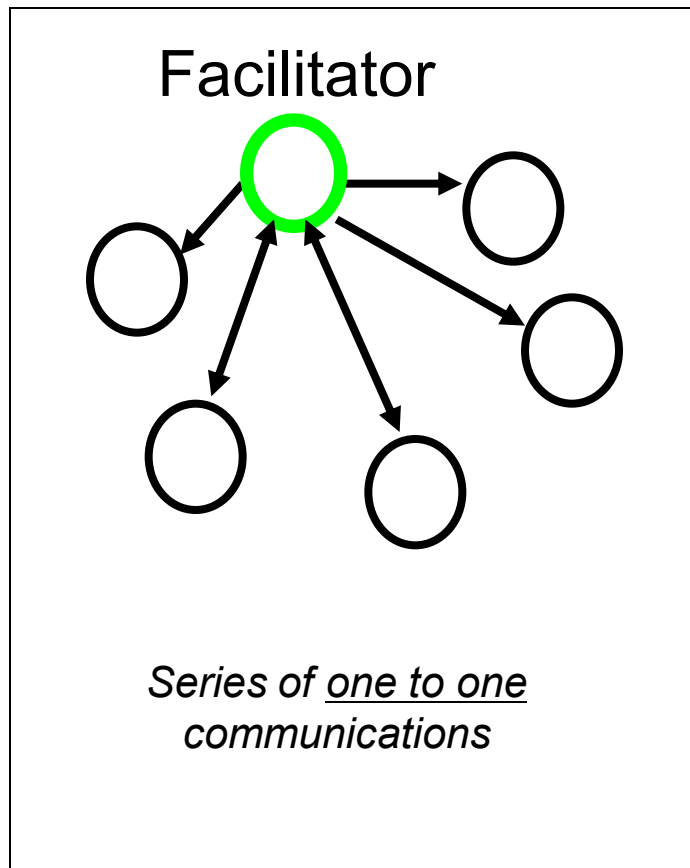 Facilitator
Series of one to one
communications